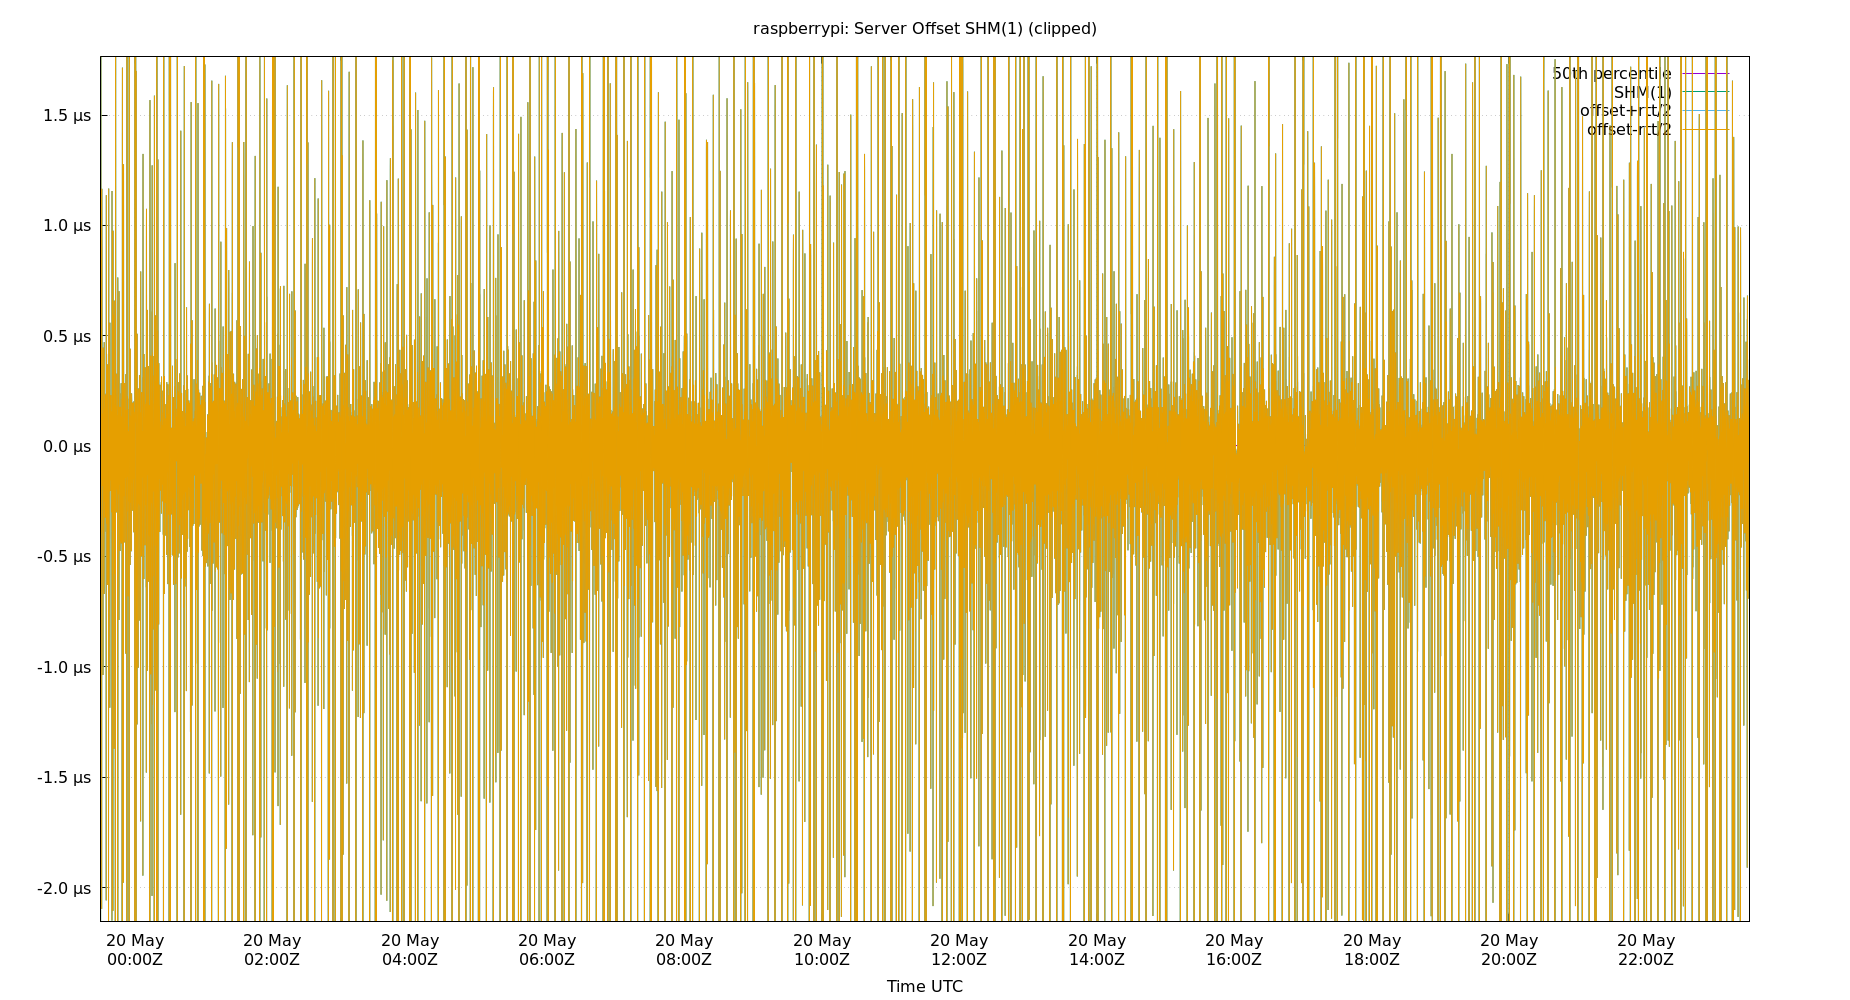 raspberrypi: Server Offset SHM(1) (clipped)
50th percentile
SHM(1)
offset+rtt/2
offset-rtt/2
1.5 µs
1.0 µs
0.5 µs
0.0 µs
-0.5 µs
-1.0 µs
-1.5 µs
-2.0 µs
20 May 20 May 20 May 20 May 20 May 20 May 20 May 20 May 20 May 20 May 20 May 20 May
00:00Z 02:00Z 04:00Z 06:00Z 08:00Z 10:00Z 12:00Z 14:00Z 16:00Z 18:00Z 20:00Z 22:00Z
Time UTC